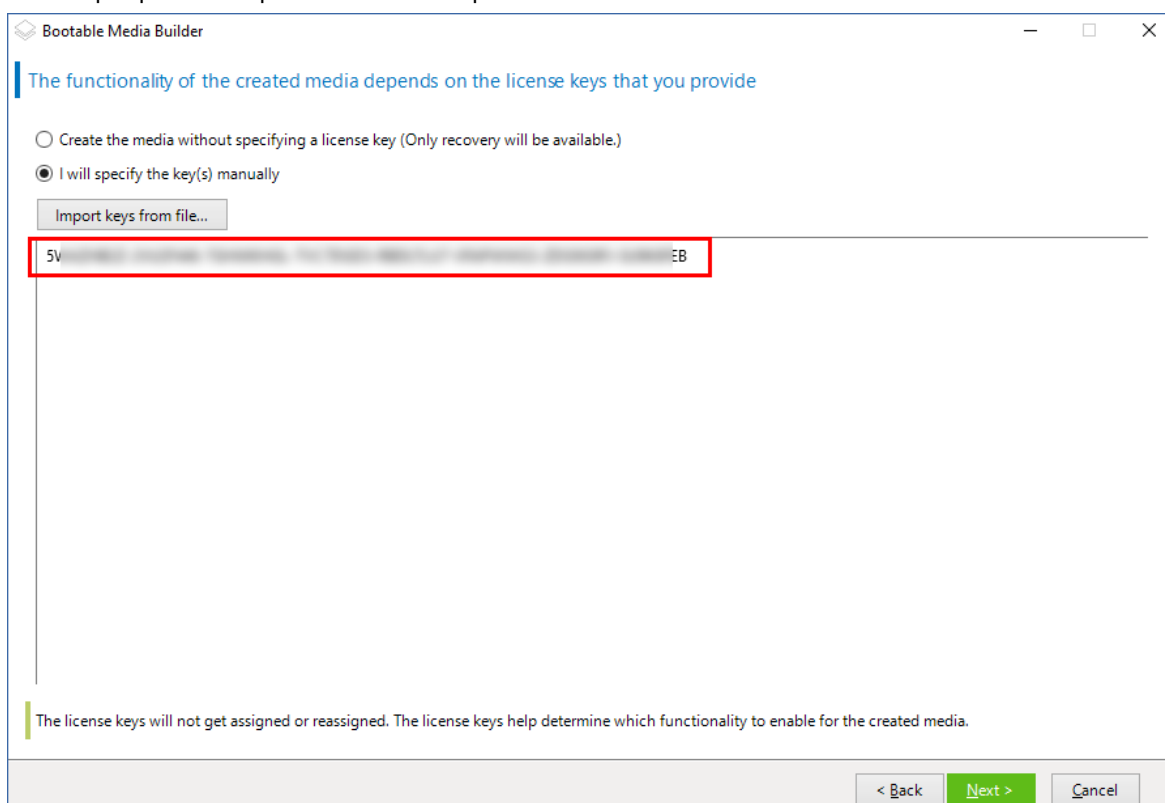 Bootable Media Builder
The functionality of the created media depends on the license keys that you provide
Create the media without specifying a license key (Only recovery will be available.)
I will specify the key(s) manually
Import keys from file...
The license keys will not get assigned or reassigned. The license keys help determine which functionality to enable for the created media.
< Back Next > Cancel